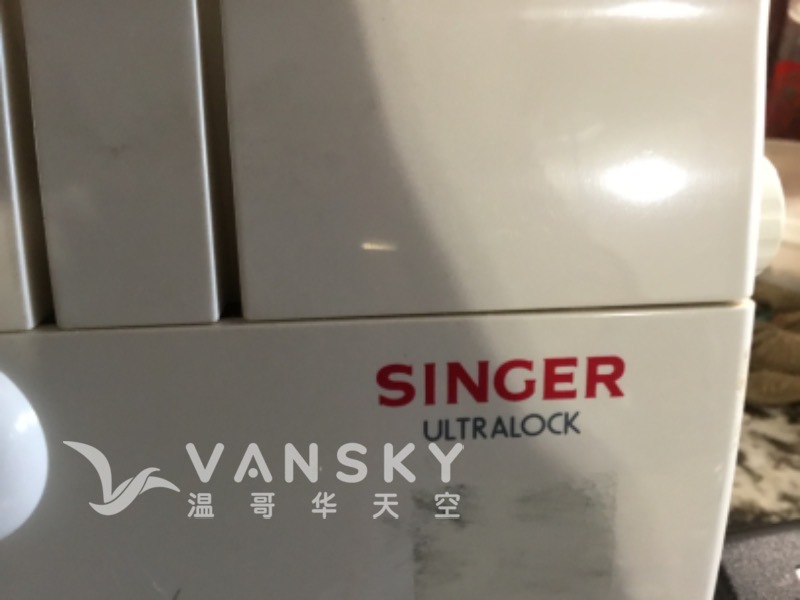 SINGER
ULTRALOCK
VANSKY
温哥华天空